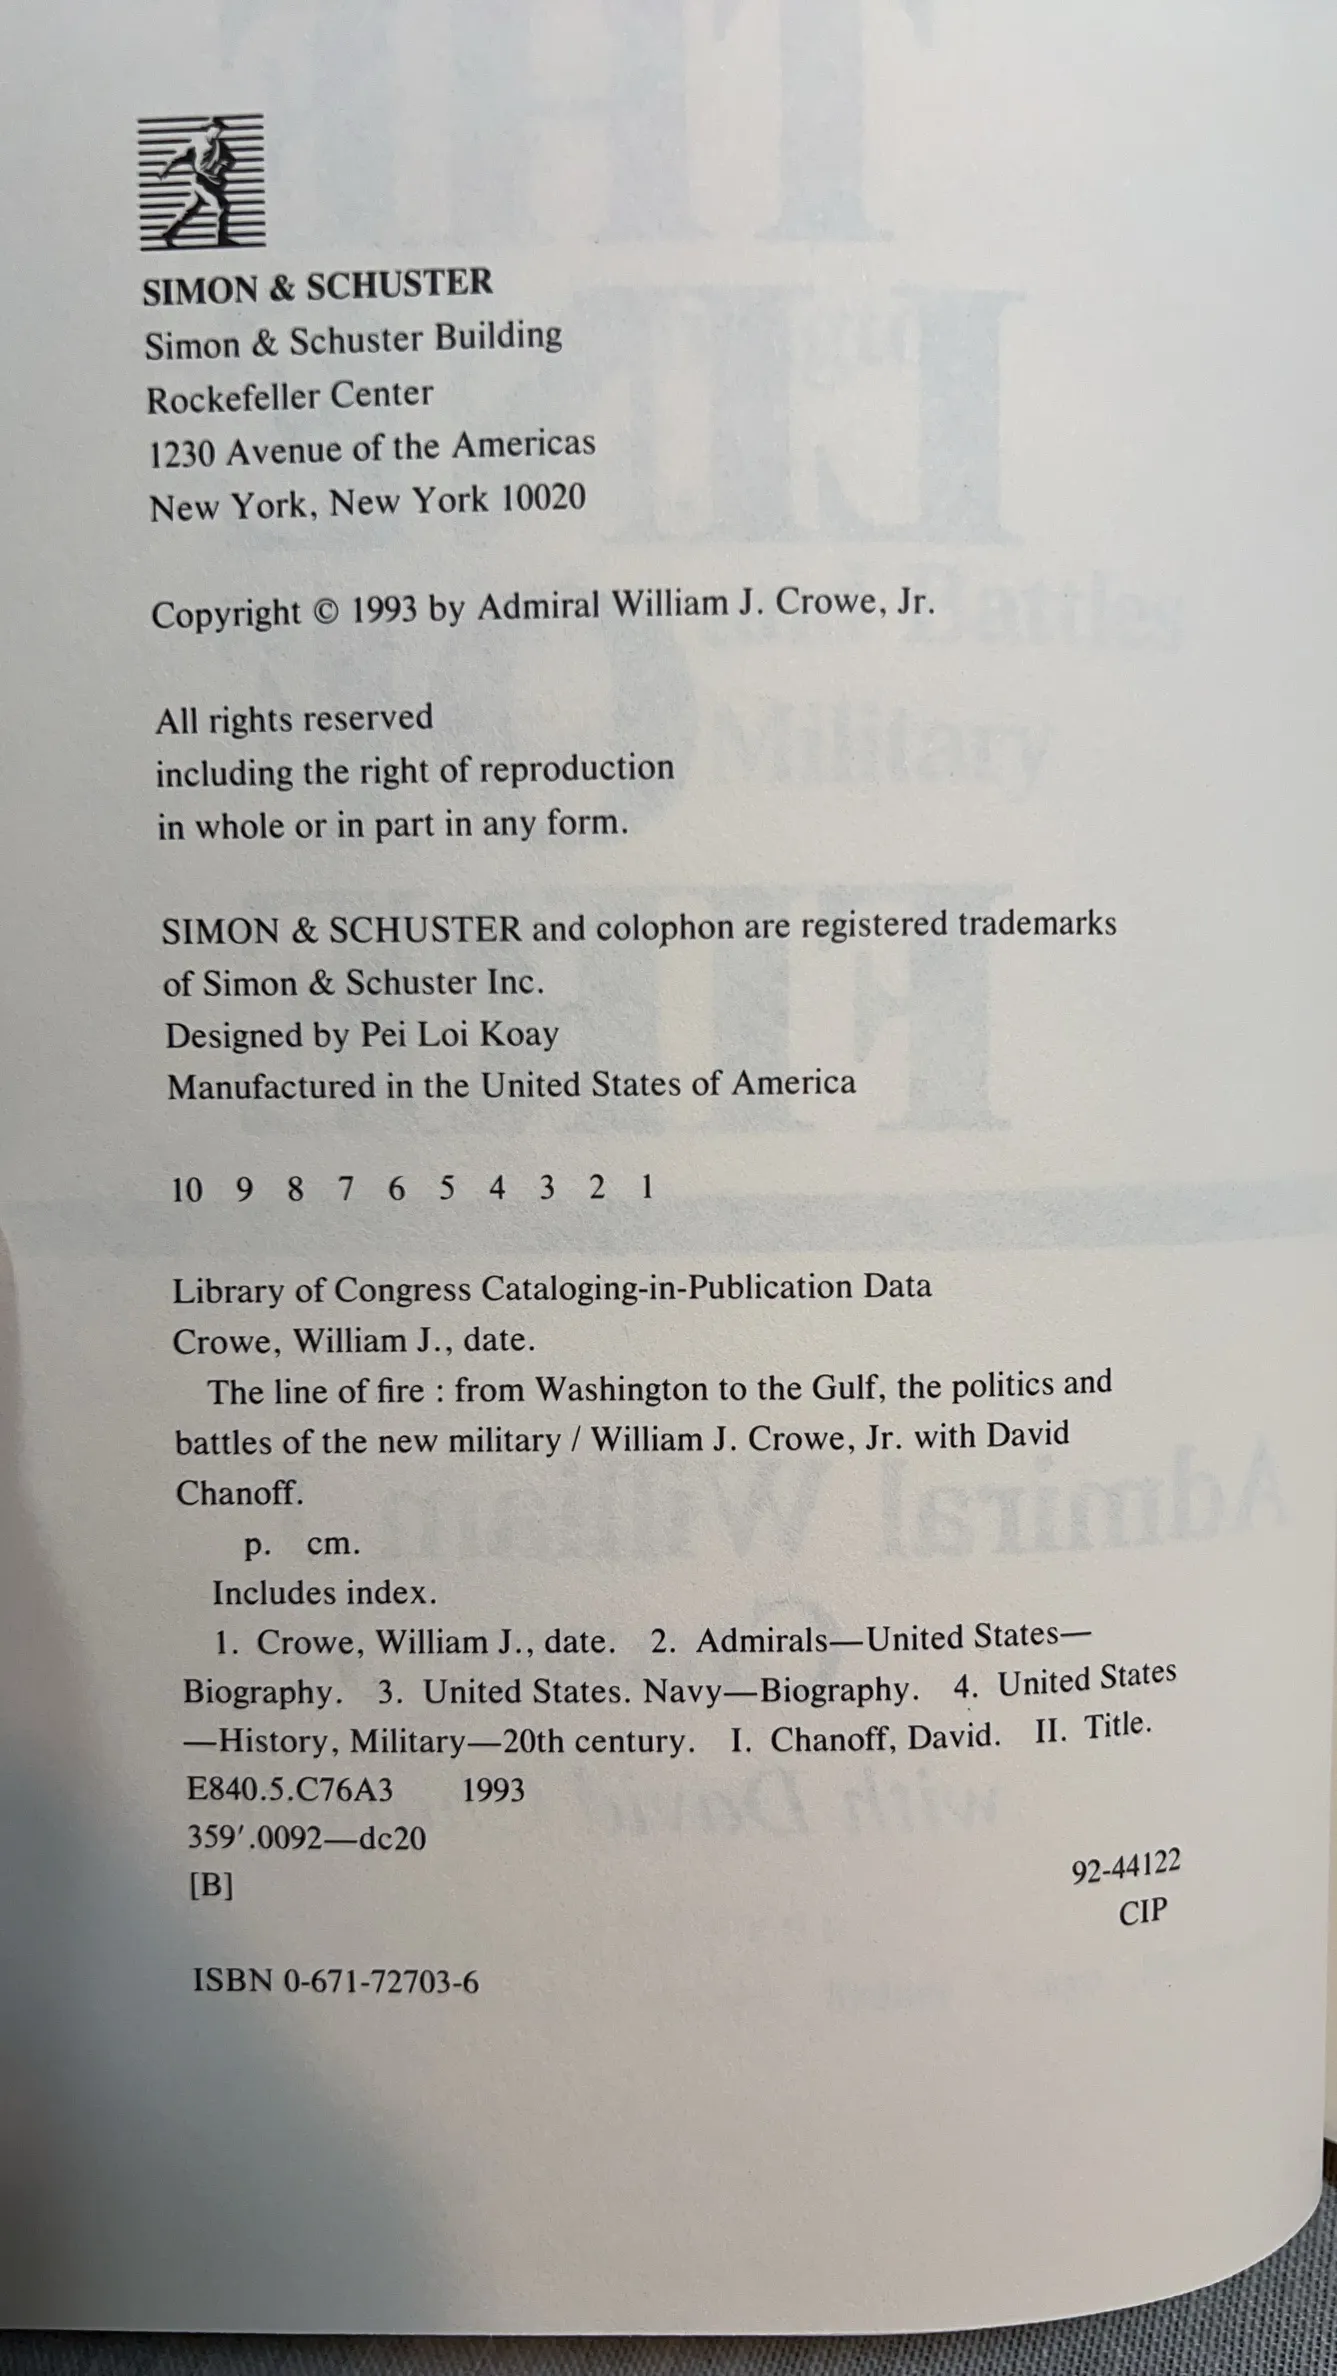 SIMON & SCHUSTER
Simon & Schuster Building
Rockefeller Center
1230 Avenue of the Americas
New York, New York 10020
Copyright © 1993 by Admiral William J. Crowe, Jr.
All rights reserved
including the right of reproduction
in whole or in part in any form.
SIMON & SCHUSTER and colophon are registered trademarks
of Simon & Schuster Inc.
Designed by Pei Loi Koay
Manufactured in the United States of America
10 9 8 7 6 5 4 3 2 1
Library of Congress Cataloging-in-Publication Data
Crowe, William J., date.
The line of fire : from Washington to the Gulf, the politics and
battles of the new military / William J. Crowe, Jr. with David
Chanoff.
p. cm.
Includes index.
1. Crowe, William J., date. 2. Admirals—United States—
Biography. 3. United States. Navy—Biography. 4. United States
—History, Military—20th century. I. Chanoff, David. II. Title.
E840.5.C76A3 1993
359′.0092—dc20
[B]
92-44122
CIP
ISBN 0-671-72703-6